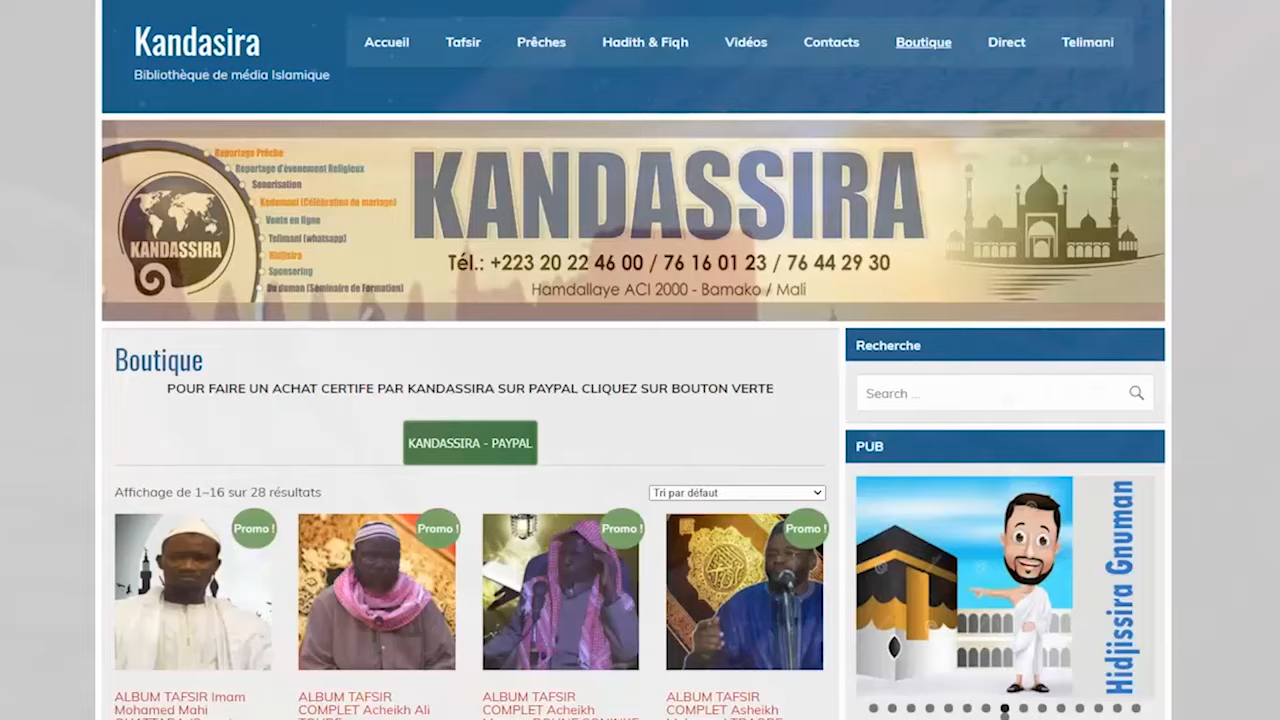 Kandasira
Bibliothèque de média Islamique
Accueil Tafsir Prêches Hadith & Fiqh Vidéos Contacts Boutique Direct Telimani
Reportage Prêche
Reportage d'évenement Religieux
Sonorisation
Kodomani (Célébration de mariage)
Vente en ligne
Telimani (whatsapp)
Hidjisira
Sponsoring
Du duman (Séminaire de Formation)
KANDASSIRA
KANDASSIRA
Tél.: +223 20 22 46 00 / 76 16 01 23 / 76 44 29 30
Hamdallaye ACI 2000 - Bamako / Mali
Boutique
POUR FAIRE UN ACHAT CERTIFE PAR KANDASSIRA SUR PAYPAL CLIQUEZ SUR BOUTON VERTE
KANDASSIRA - PAYPAL
Affichage de 1–16 sur 28 résultats
Tri par défaut
Promo !
Promo !
Promo !
Promo !
ALBUM TAFSIR Imam
Mohamed Mahi
ALBUM TAFSIR
COMPLET Acheikh Ali
ALBUM TAFSIR
COMPLET Acheikh
ALBUM TAFSIR
COMPLET Asheikh
Recherche
Search ...
PUB
Hidjissira Gnuman